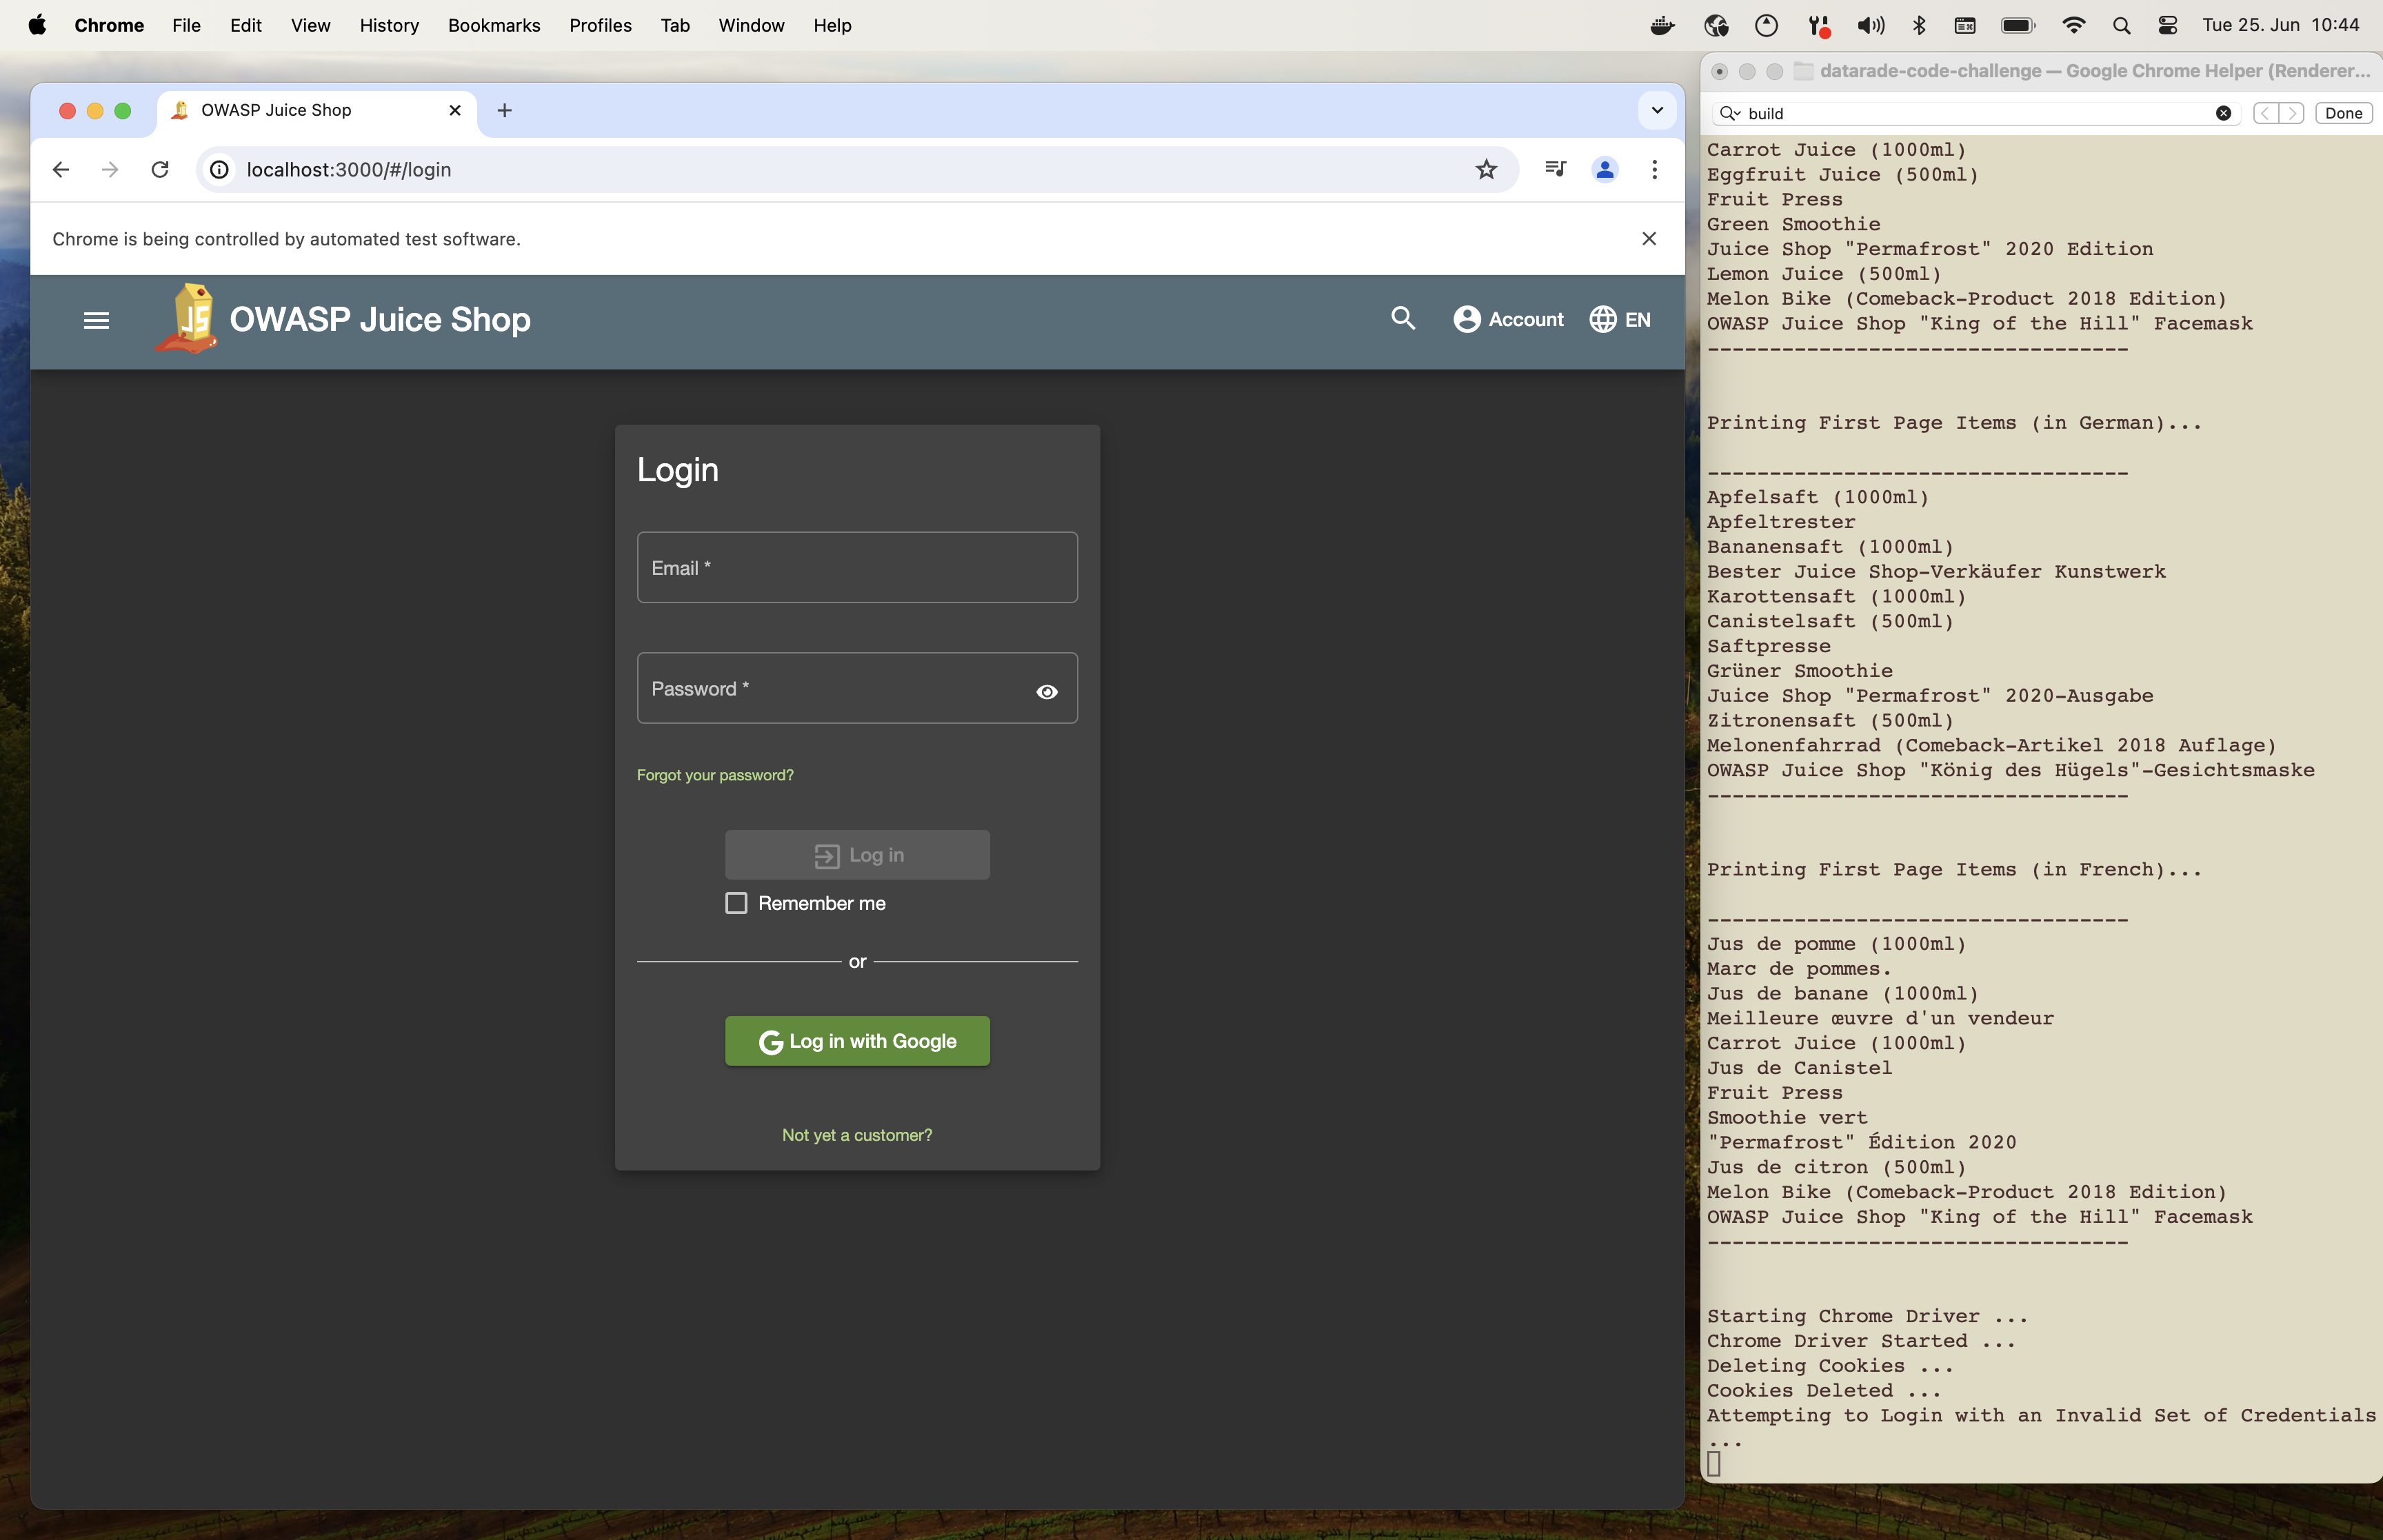 Chrome File Edit View History Bookmarks Profiles Tab Window Help Tue 25. Jun 10:44
OWASP Juice Shop
localhost:3000/#/login
Chrome is being controlled by automated test software.
JS OWASP Juice Shop Account EN
Login
Email *
Password *
Forgot your password?
Log in
Remember me
or
G Log in with Google
Not yet a customer?
datarade-code-challenge — Google Chrome Helper (Renderer...
build Done
Carrot Juice (1000ml)
Eggfruit Juice (500ml)
Fruit Press
Green Smoothie
Juice Shop "Permafrost" 2020 Edition
Lemon Juice (500ml)
Melon Bike (Comeback-Product 2018 Edition)
OWASP Juice Shop "King of the Hill" Facemask
----------------------------------
Printing First Page Items (in German)...
----------------------------------
Apfelsaft (1000ml)
Apfeltrester
Bananensaft (1000ml)
Bester Juice Shop-Verkäufer Kunstwerk
Karottensaft (1000ml)
Canistelsaft (500ml)
Saftpresse
Grüner Smoothie
Juice Shop "Permafrost" 2020-Ausgabe
Zitronensaft (500ml)
Melonenfahrrad (Comeback-Artikel 2018 Auflage)
OWASP Juice Shop "König des Hügels"-Gesichtsmaske
----------------------------------
Printing First Page Items (in French)...
----------------------------------
Jus de pomme (1000ml)
Marc de pommes.
Jus de banane (1000ml)
Meilleure œuvre d'un vendeur
Carrot Juice (1000ml)
Jus de Canistel
Fruit Press
Smoothie vert
"Permafrost" Édition 2020
Jus de citron (500ml)
Melon Bike (Comeback-Product 2018 Edition)
OWASP Juice Shop "King of the Hill" Facemask
----------------------------------
Starting Chrome Driver ...
Chrome Driver Started ...
Deleting Cookies ...
Cookies Deleted ...
Attempting to Login with an Invalid Set of Credentials
...